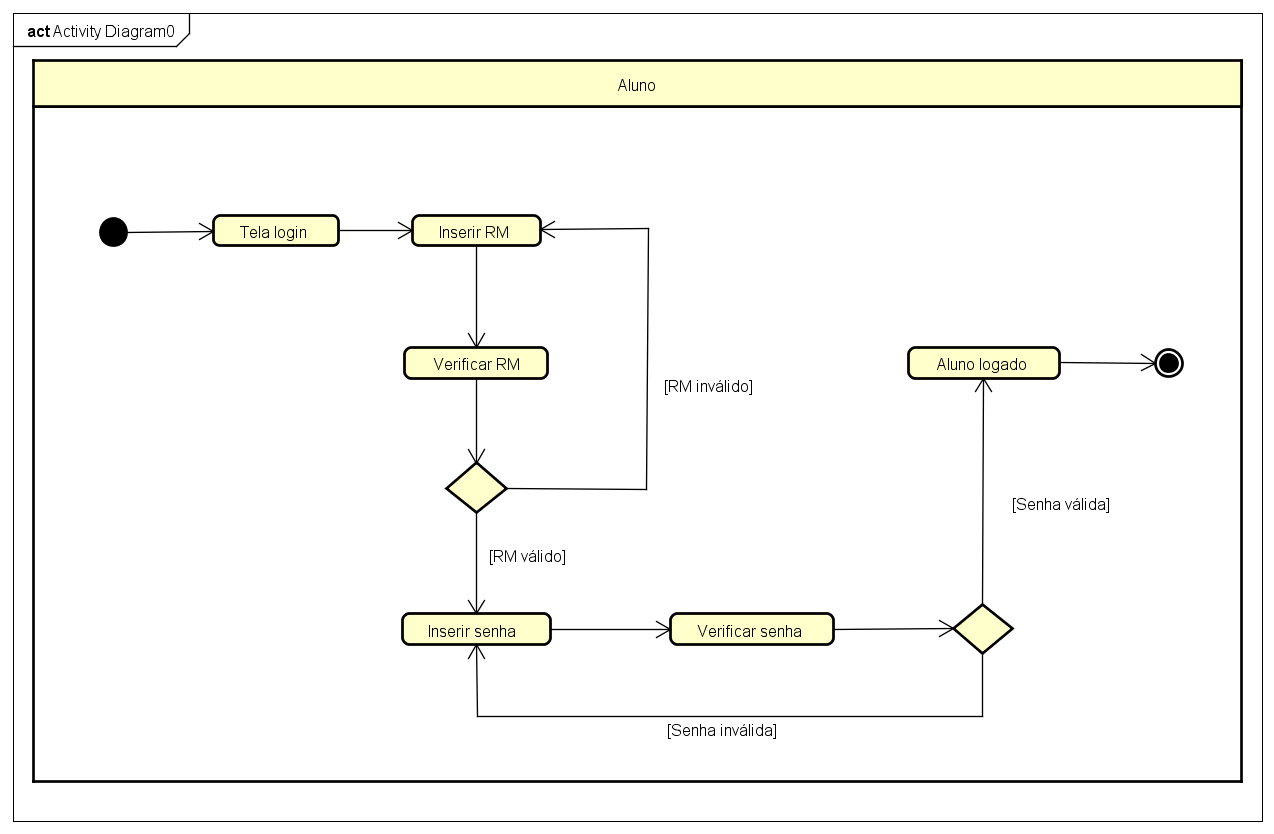 act Activity Diagram0
Aluno
Tela login
Inserir RM
Verificar RM
Aluno logado
[RM inválido]
[Senha válida]
[RM válido]
Inserir senha
Verificar senha
[Senha inválida]